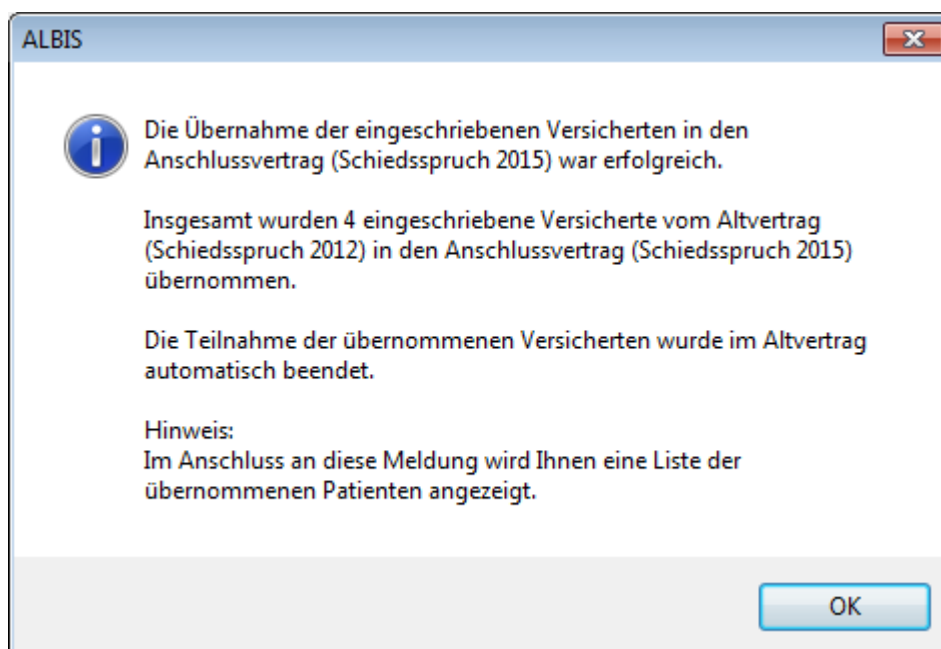 ALBIS
Die Übernahme der eingeschriebenen Versicherten in den
Anschlussvertrag (Schiedsspruch 2015) war erfolgreich.
Insgesamt wurden 4 eingeschriebene Versicherte vom Altvertrag
(Schiedsspruch 2012) in den Anschlussvertrag (Schiedsspruch 2015)
übernommen.
Die Teilnahme der übernommenen Versicherten wurde im Altvertrag
automatisch beendet.
Hinweis:
Im Anschluss an diese Meldung wird Ihnen eine Liste der
übernommenen Patienten angezeigt.
OK